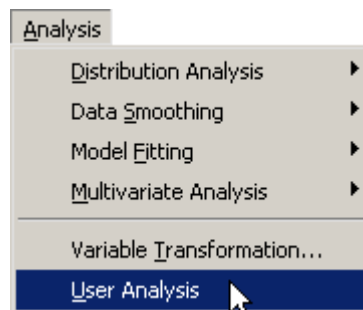 Analysis
Distribution Analysis
Data Smoothing
Model Fitting
Multivariate Analysis
Variable Transformation...
User Analysis